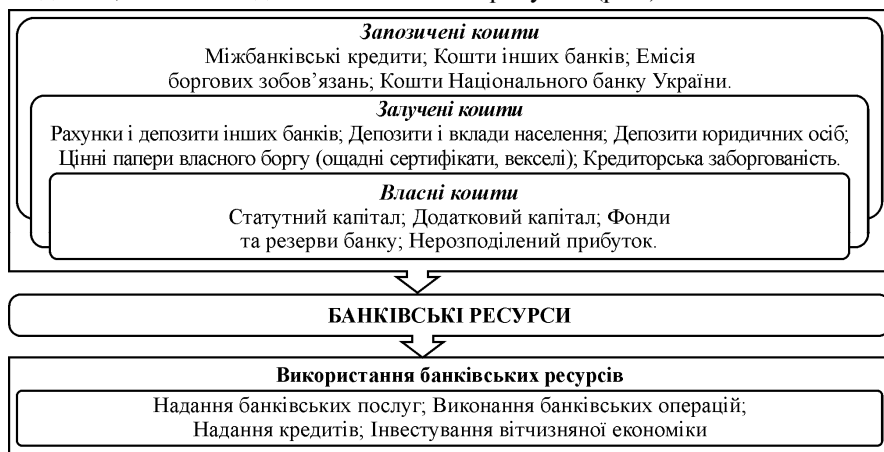 Запозичені кошти
Міжбанківські кредити; Кошти інших банків; Емісія
боргових зобов’язань; Кошти Національного банку України.
Залучені кошти
Рахунки і депозити інших банків; Депозити і вклади населення; Депозити юридичних осіб;
Цінні папери власного боргу (ощадні сертифікати, векселі); Кредиторська заборгованість.
Власні кошти
Статутний капітал; Додатковий капітал; Фонди
та резерви банку; Нерозподілений прибуток.
БАНКІВСЬКІ РЕСУРСИ
Використання банківських ресурсів
Надання банківських послуг; Виконання банківських операцій;
Надання кредитів; Інвестування вітчизняної економіки